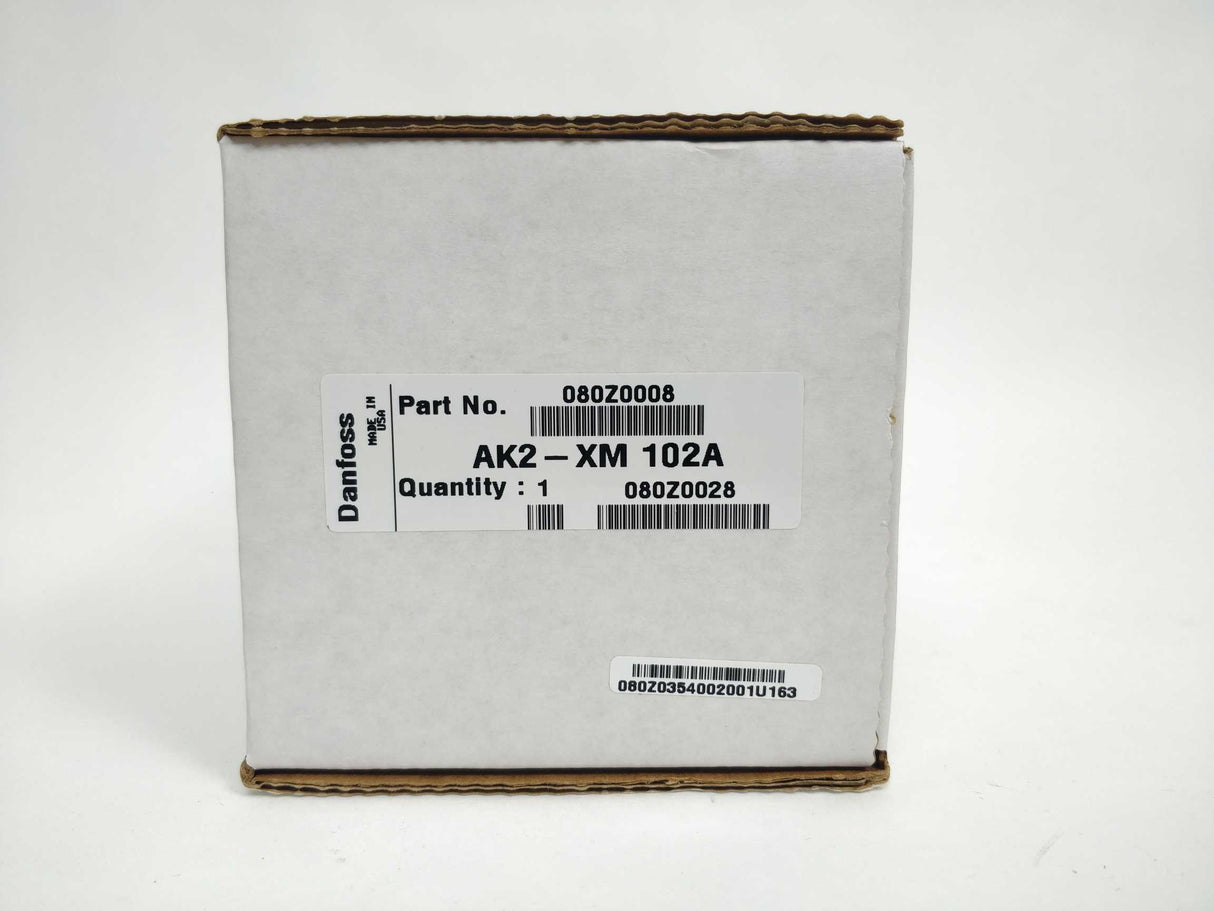 Danfoss
MADE IN
USA
Part No.
080Z0008
AK2-XM 102A
Quantity : 1
080Z0028
080Z0354002001U163